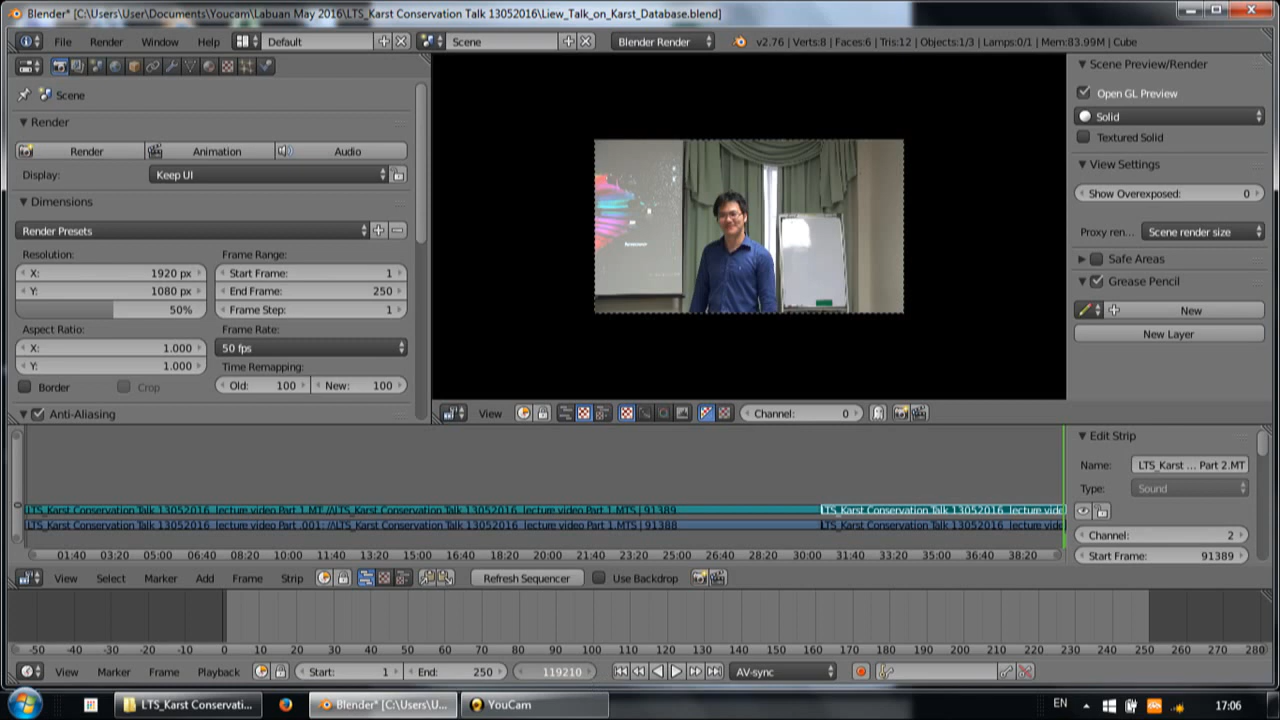 Blender* [C:\Users\User\Documents\Youcam\Labuan May 2016\LTS_Karst Conservation Talk 13052016\Liew_Talk_on_Karst_Database.blend]
File Render Window Help Default Scene Blender Render v2.76 | Verts:8 | Faces:6 | Tris:12 | Objects:1/3 | Lamps:0/1 | Mem:83.99M | Cube
Scene
Render
Render Animation Audio
Display: Keep UI
Dimensions
Render Presets
Resolution: Frame Range:
X: 1920 px Start Frame: 1
Y: 1080 px End Frame: 250
50% Frame Step: 1
Aspect Ratio: Frame Rate:
X: 1.000 50 fps
Y: 1.000 Time Remapping:
Border Crop Old: 100 New: 100
Anti-Aliasing
View Channel: 0
Scene Preview/Render
Open GL Preview
Solid
Textured Solid
View Settings
Show Overexposed: 0
Proxy ren... Scene render size
Safe Areas
Grease Pencil
New
New Layer
LTS_Karst Conservation Talk 13052016_lecture video Part 1.MT //LTS_Karst Conservation Talk 13052016_lecture video Part 1.MTS | 91389 LTS_Karst Conservation Talk 13052016_lecture vide
LTS_Karst Conservation Talk 13052016_lecture video Part 1 .001 //LTS_Karst Conservation Talk 13052016_lecture video Part 1.MTS | 91388 LTS_Karst Conservation Talk 13052016_lecture vide
01:40 03:20 05:00 06:40 08:20 10:00 11:40 13:20 15:00 16:40 18:20 20:00 21:40 23:20 25:00 26:40 28:20 30:00 31:40 33:20 35:00 36:40 38:20
View Select Marker Add Frame Strip Refresh Sequencer Use Backdrop
Edit Strip
Name: LTS_Karst ... Part 2.MT
Type: Sound
Channel: 2
Start Frame: 91389
-50 -40 -30 -20 -10 0 10 20 30 40 50 60 70 80 90 100 110 120 130 140 150 160 170 180 190 200 210 220 230 240 250 260 270 280
View Marker Frame Playback Start: 1 End: 250 119210 AV-sync
LTS_Karst Conservati... Blender* [C:\Users\U... YouCam EN 17:06